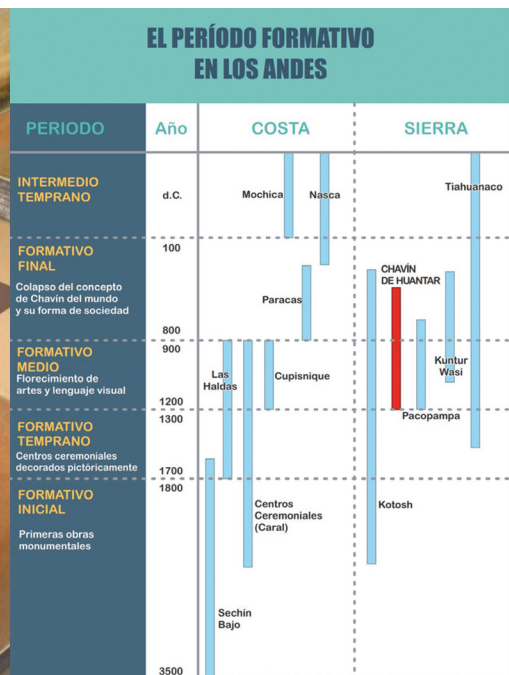 EL PERÍODO FORMATIVO
EN LOS ANDES
PERIODO
Año
COSTA
SIERRA
INTERMEDIO
TEMPRANO
d.C.
Mochica
Nasca
Tiahuanaco
100
FORMATIVO
FINAL
Colapso del concepto
de Chavín del mundo
y su forma de sociedad
Paracas
CHAVÍN
DE HUANTAR
800
900
FORMATIVO
MEDIO
Florecimiento de
artes y lenguaje visual
Las
Haldas
Cupisnique
Kuntur
Wasi
1200
1300
Pacopampa
FORMATIVO
TEMPRANO
Centros ceremoniales
decorados pictóricamente
1700
1800
FORMATIVO
INICIAL
Primeras obras
monumentales
Centros
Ceremoniales
(Caral)
Kotosh
Sechín
Bajo
3500